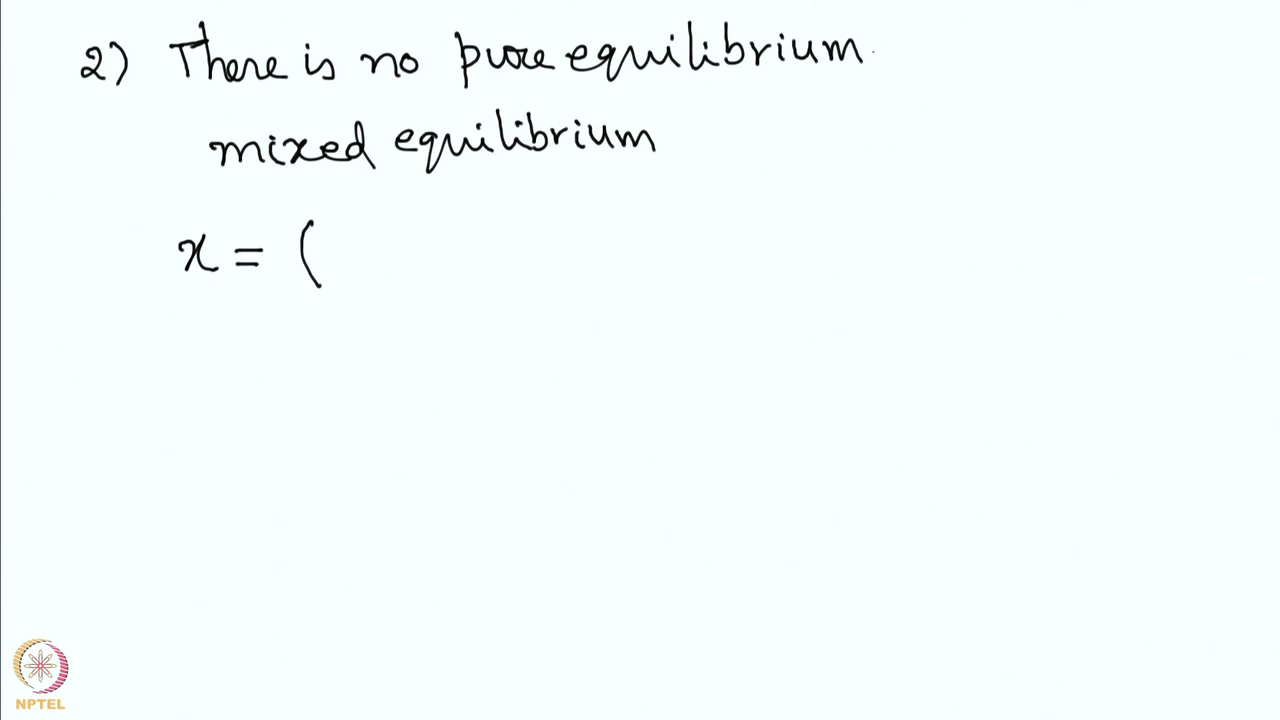 2) There is no pure equilibrium.
mixed equilibrium
x = (
NPTEL